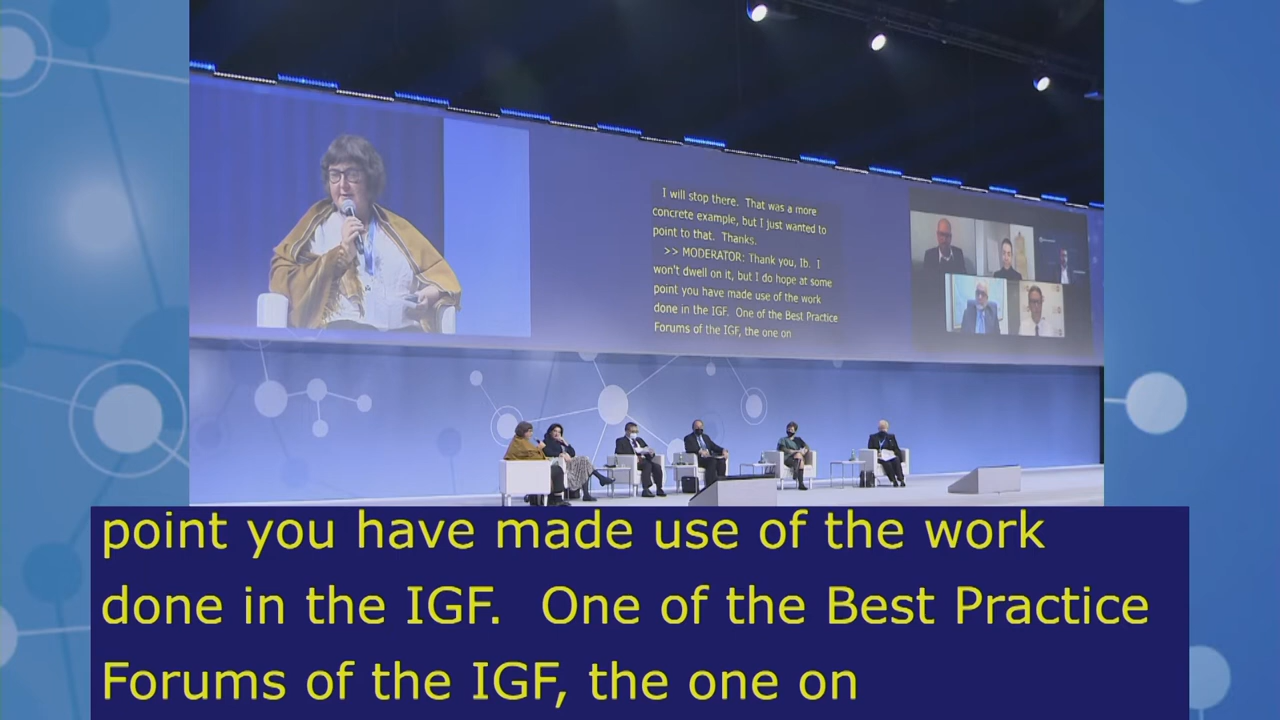 I will stop there.  That was a more
concrete example, but I just wanted to
point to that.  Thanks.
>> MODERATOR: Thank you, Ib.  I
won't dwell on it, but I do hope at some
point you have made use of the work
done in the IGF.  One of the Best Practice
Forums of the IGF, the one on
point you have made use of the work
done in the IGF.  One of the Best Practice
Forums of the IGF, the one on